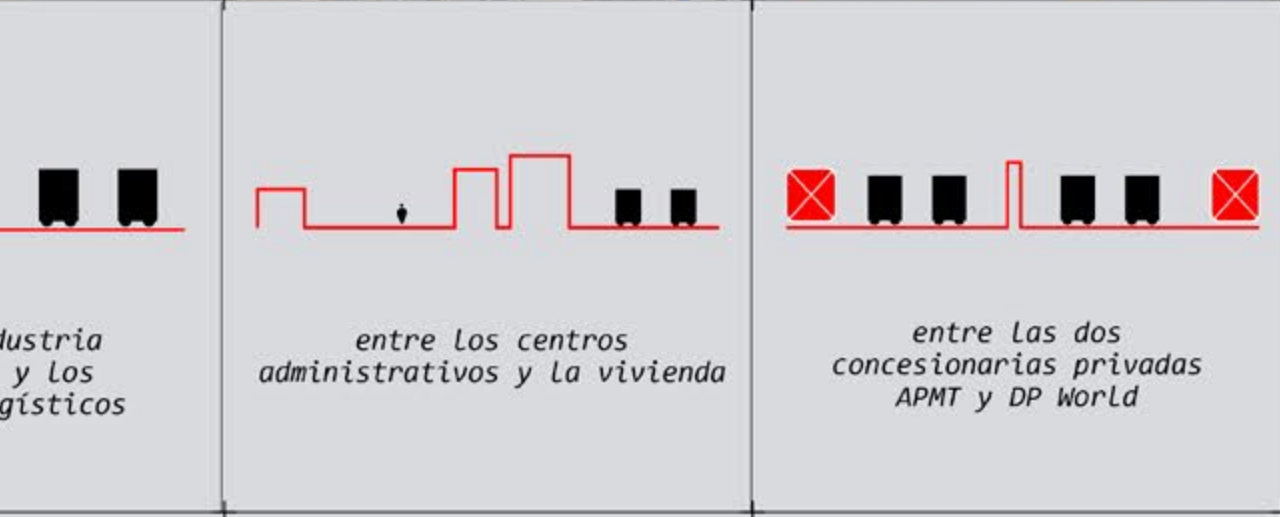 dustria
y los
gísticos
entre los centros
administrativos y la vivienda
entre las dos
concesionarias privadas
APMT y DP World